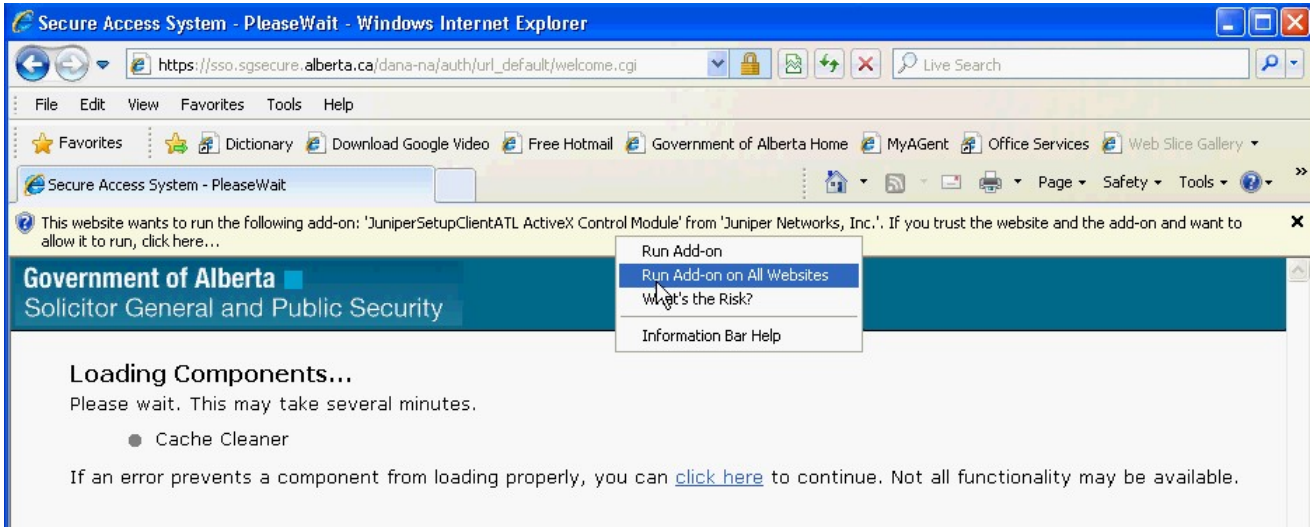 Secure Access System - PleaseWait - Windows Internet Explorer
https://sso.sgsecure.alberta.ca/dana-na/auth/url_default/welcome.cgi
Live Search
File Edit View Favorites Tools Help
Favorites Dictionary Download Google Video Free Hotmail Government of Alberta Home MyAGent Office Services Web Slice Gallery
Secure Access System - PleaseWait Page Safety Tools »
This website wants to run the following add-on: 'JuniperSetupClientATL ActiveX Control Module' from 'Juniper Networks, Inc.'. If you trust the website and the add-on and want to
allow it to run, click here...
Run Add-on
Run Add-on on All Websites
What's the Risk?
Information Bar Help
Government of Alberta
Solicitor General and Public Security
Loading Components...
Please wait. This may take several minutes.
Cache Cleaner
If an error prevents a component from loading properly, you can click here to continue. Not all functionality may be available.